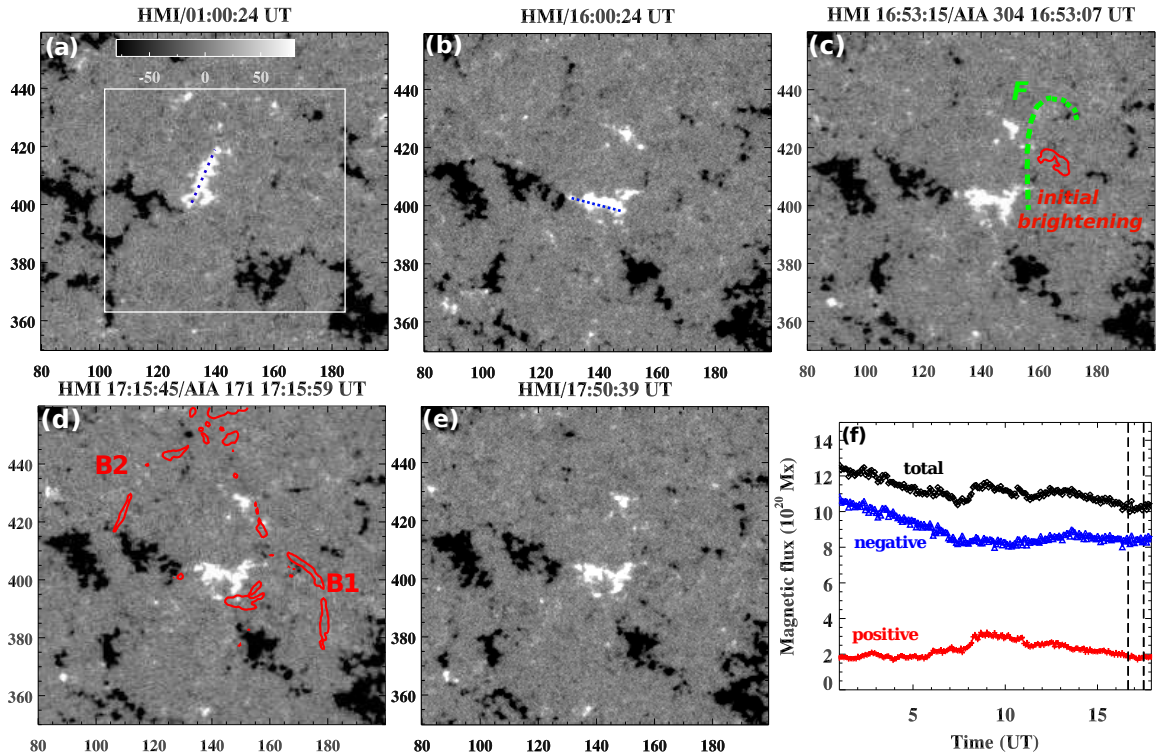 HMI/01:00:24 UT
HMI/16:00:24 UT
HMI 16:53:15/AIA 304 16:53:07 UT
(a)
-50 0 50
440
420
400
380
360
80 100 120 140 160 180
(b)
440
420
400
380
360
80 100 120 140 160 180
(c)
F
initial
brightening
440
420
400
380
360
80 100 120 140 160 180
HMI 17:15:45/AIA 171 17:15:59 UT
HMI/17:50:39 UT
(d)
B2
B1
440
420
400
380
360
80 100 120 140 160 180
(e)
440
420
400
380
360
80 100 120 140 160 180
(f)
total
negative
positive
Magnetic flux (10²⁰ Mx)
14
12
10
8
6
4
2
0
5 10 15
Time (UT)